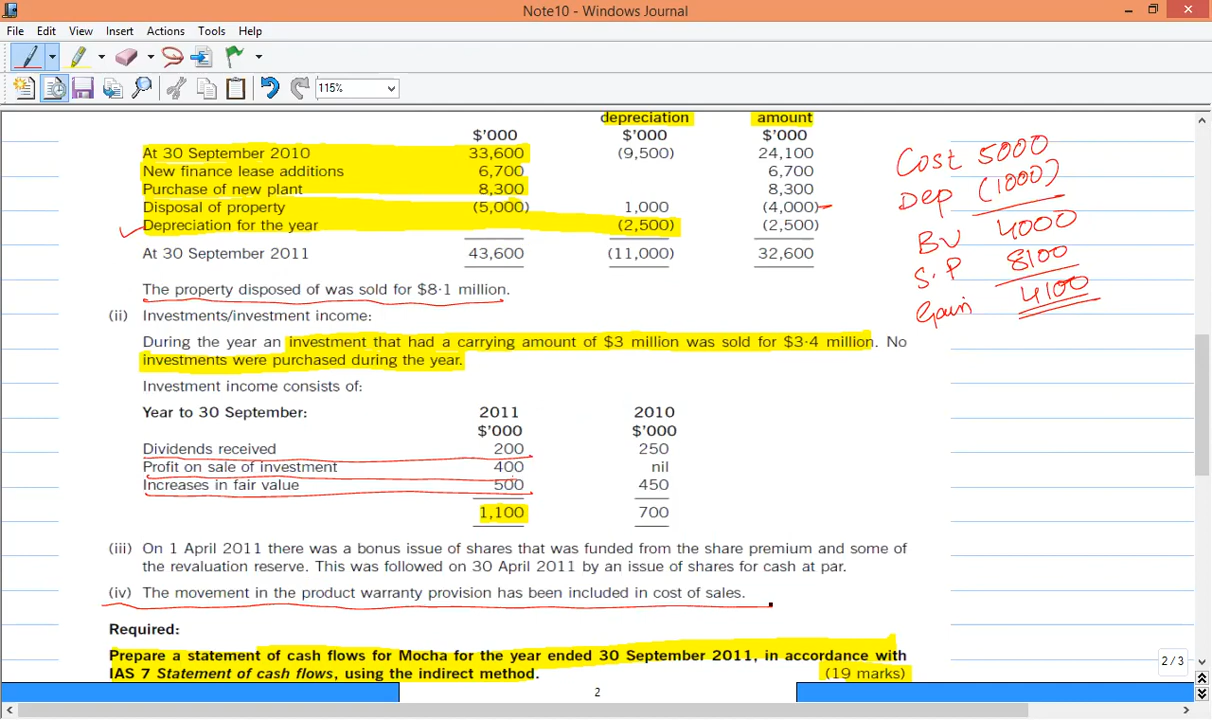 Note10 - Windows Journal
File Edit View Insert Actions Tools Help
115%
depreciation amount
$'000 $'000 $'000
At 30 September 2010 33,600 (9,500) 24,100
New finance lease additions 6,700 6,700
Purchase of new plant 8,300 8,300
Disposal of property (5,000) 1,000 (4,000)
Depreciation for the year (2,500) (2,500)
At 30 September 2011 43,600 (11,000) 32,600
The property disposed of was sold for $8·1 million.
Cost 5000
Dep (1000)
BV 4000
S.P 8100
Gain 4100
(ii) Investments/investment income:
During the year an investment that had a carrying amount of $3 million was sold for $3·4 million. No
investments were purchased during the year.
Investment income consists of:
Year to 30 September: 2011 2010
$'000 $'000
Dividends received 200 250
Profit on sale of investment 400 nil
Increases in fair value 500 450
1,100 700
(iii) On 1 April 2011 there was a bonus issue of shares that was funded from the share premium and some of
the revaluation reserve. This was followed on 30 April 2011 by an issue of shares for cash at par.
(iv) The movement in the product warranty provision has been included in cost of sales.
Required:
Prepare a statement of cash flows for Mocha for the year ended 30 September 2011, in accordance with
IAS 7 Statement of cash flows, using the indirect method. (19 marks)
2 / 3
2